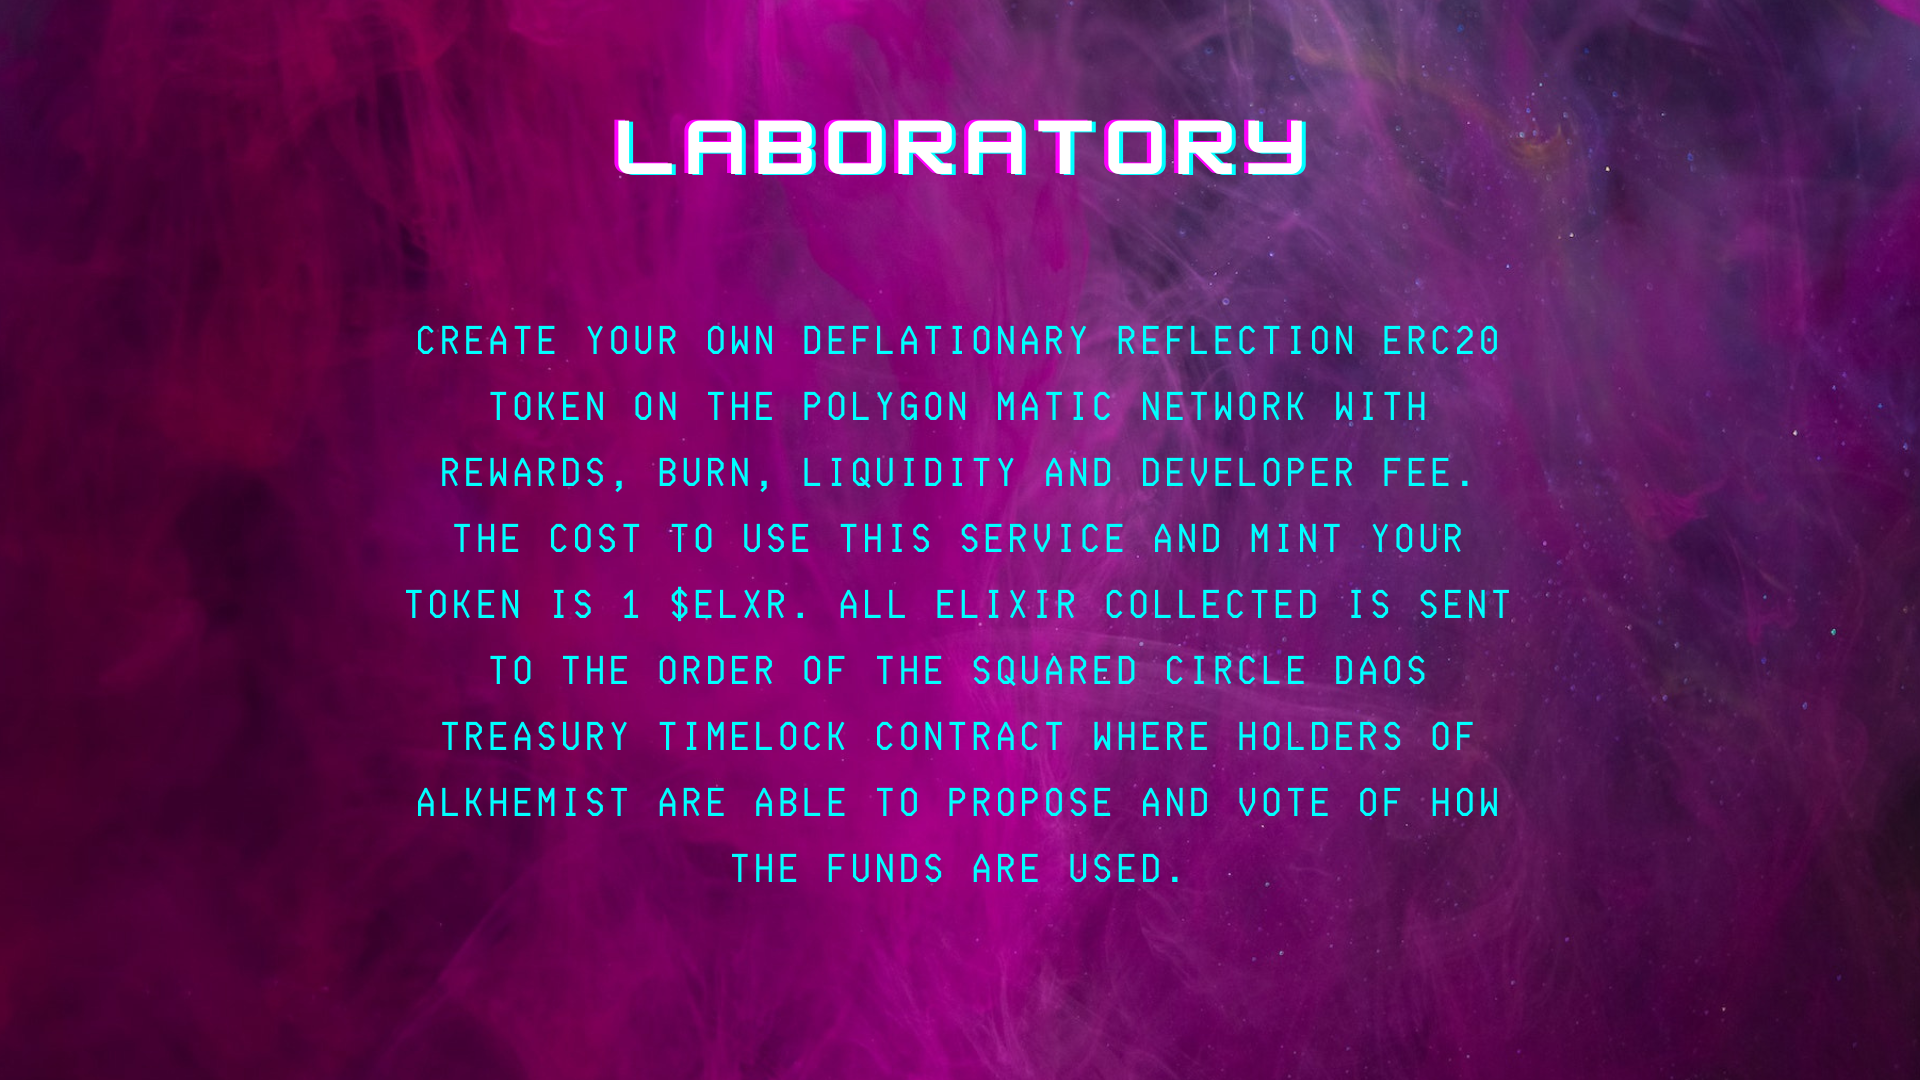 LABORATORY
CREATE YOUR OWN DEFLATIONARY REFLECTION ERC20
TOKEN ON THE POLYGON MATIC NETWORK WITH
REWARDS, BURN, LIQUIDITY AND DEVELOPER FEE.
THE COST TO USE THIS SERVICE AND MINT YOUR
TOKEN IS 1 $ELXR. ALL ELIXIR COLLECTED IS SENT
TO THE ORDER OF THE SQUARED CIRCLE DAOS
TREASURY TIMELOCK CONTRACT WHERE HOLDERS OF
ALKHEMIST ARE ABLE TO PROPOSE AND VOTE OF HOW
THE FUNDS ARE USED.